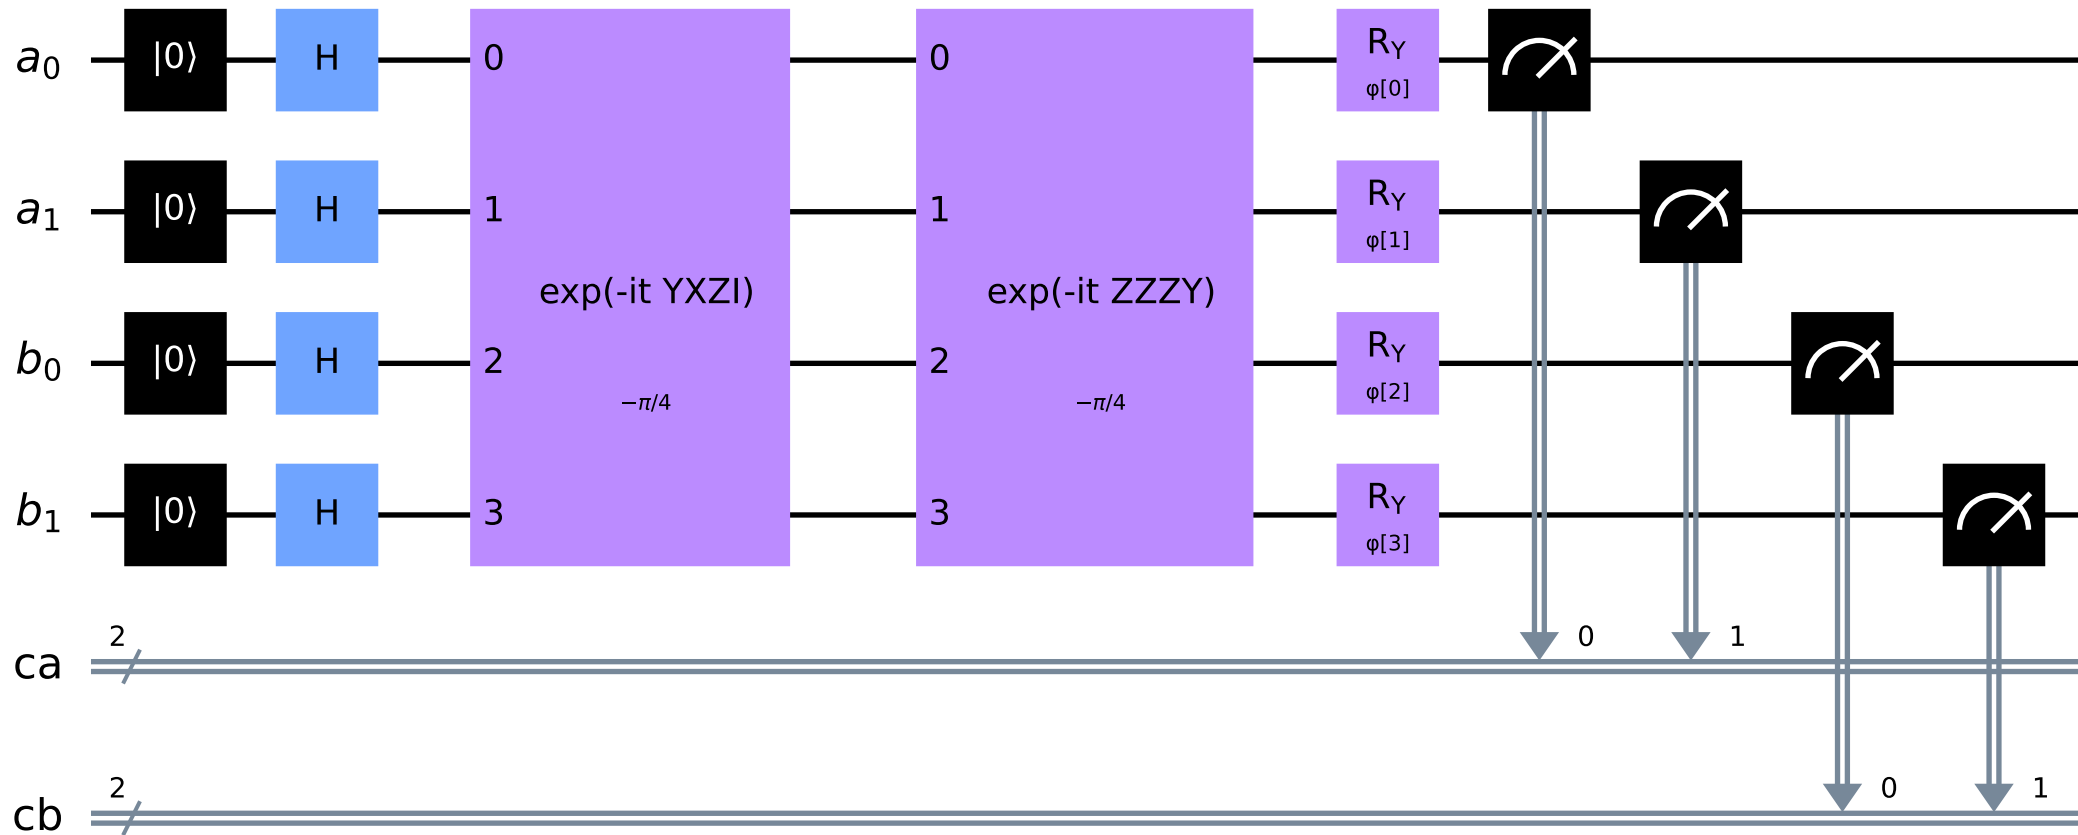 a0 |0⟩ H 0 0 RY φ[0]
a1 |0⟩ H 1 1 RY φ[1]
exp(-it YXZI) exp(-it ZZZY)
b0 |0⟩ H 2 2 RY φ[2]
−π/4 −π/4
b1 |0⟩ H 3 3 RY φ[3]
2 0 1
ca
2 0 1
cb